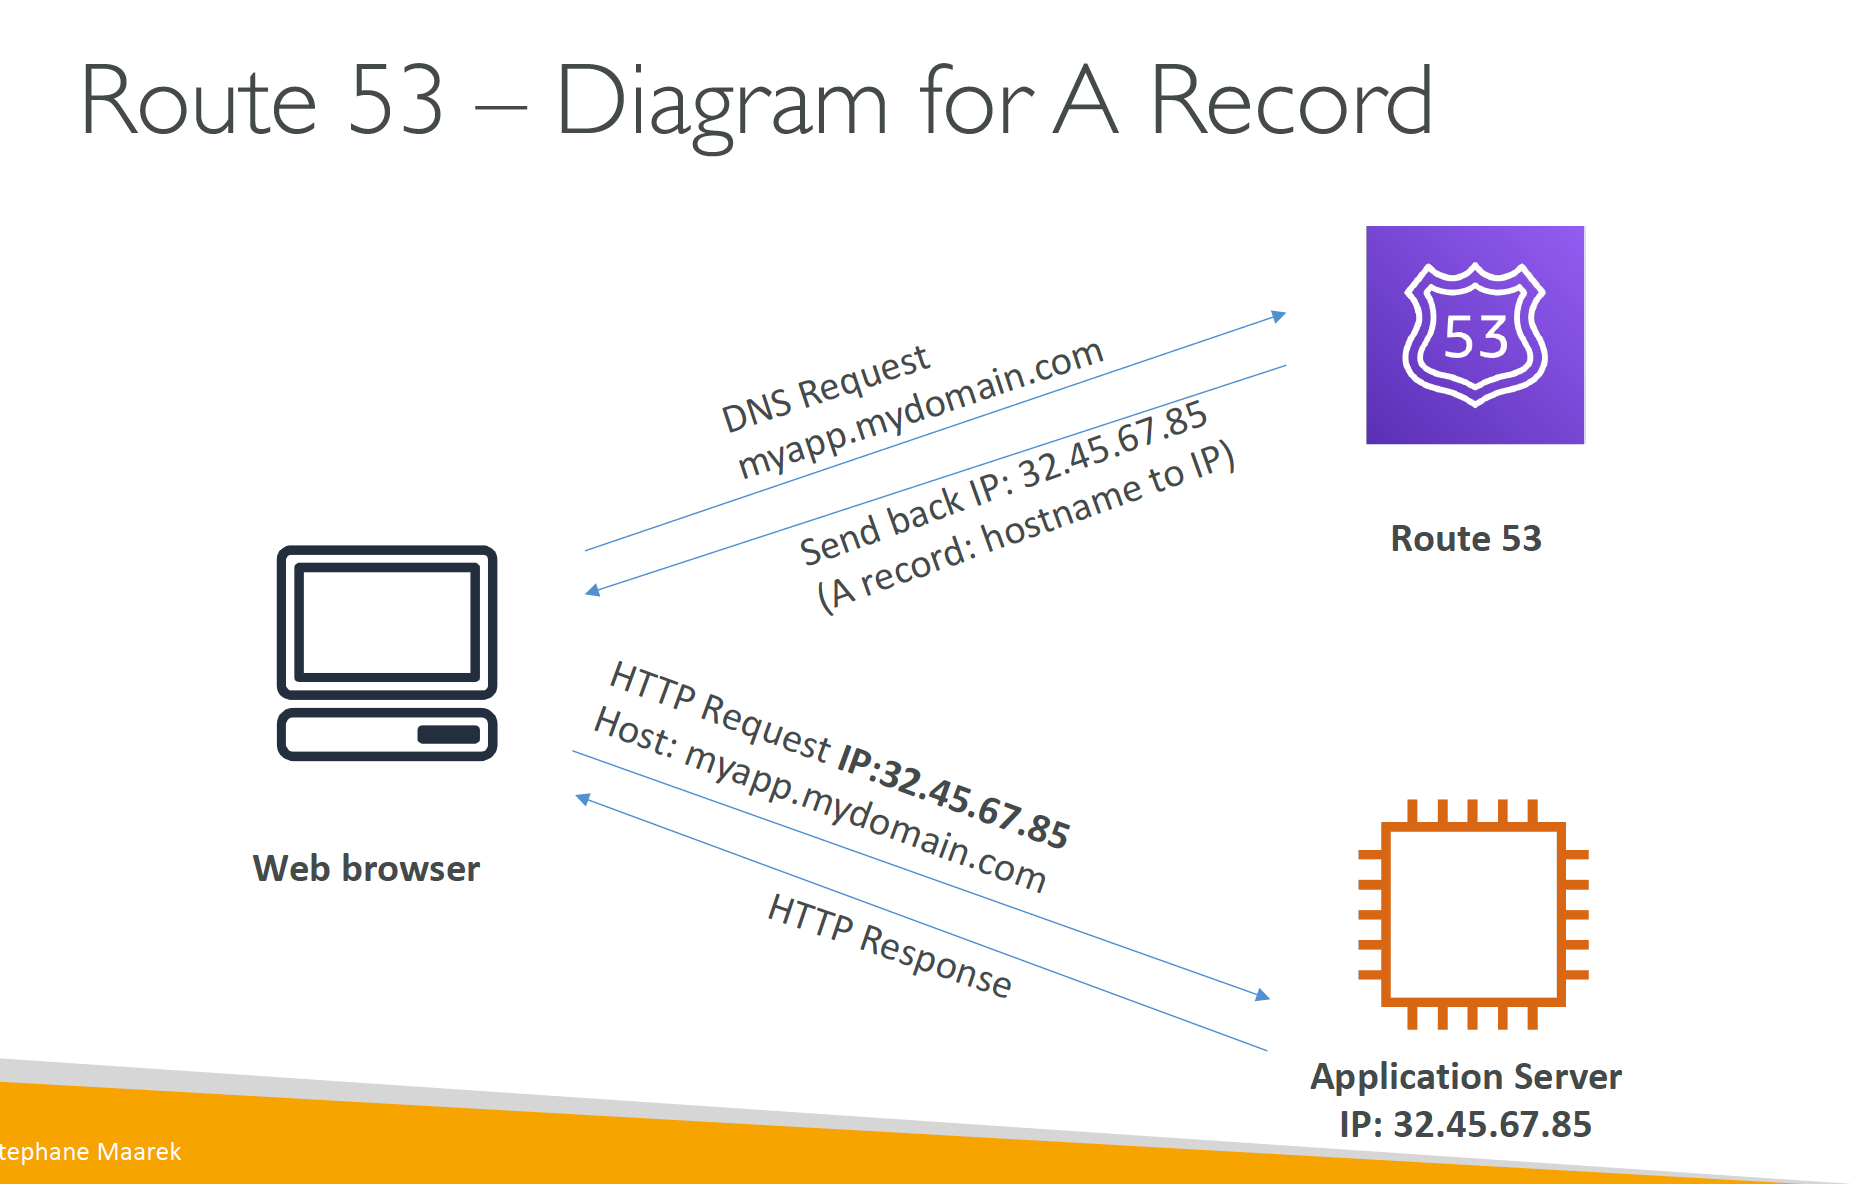 Route 53 – Diagram for A Record
53
DNS Request
myapp.mydomain.com
Send back IP: 32.45.67.85
(A record: hostname to IP)
Route 53
HTTP Request IP:32.45.67.85
Host: myapp.mydomain.com
Web browser
HTTP Response
Application Server
IP: 32.45.67.85
tephane Maarek